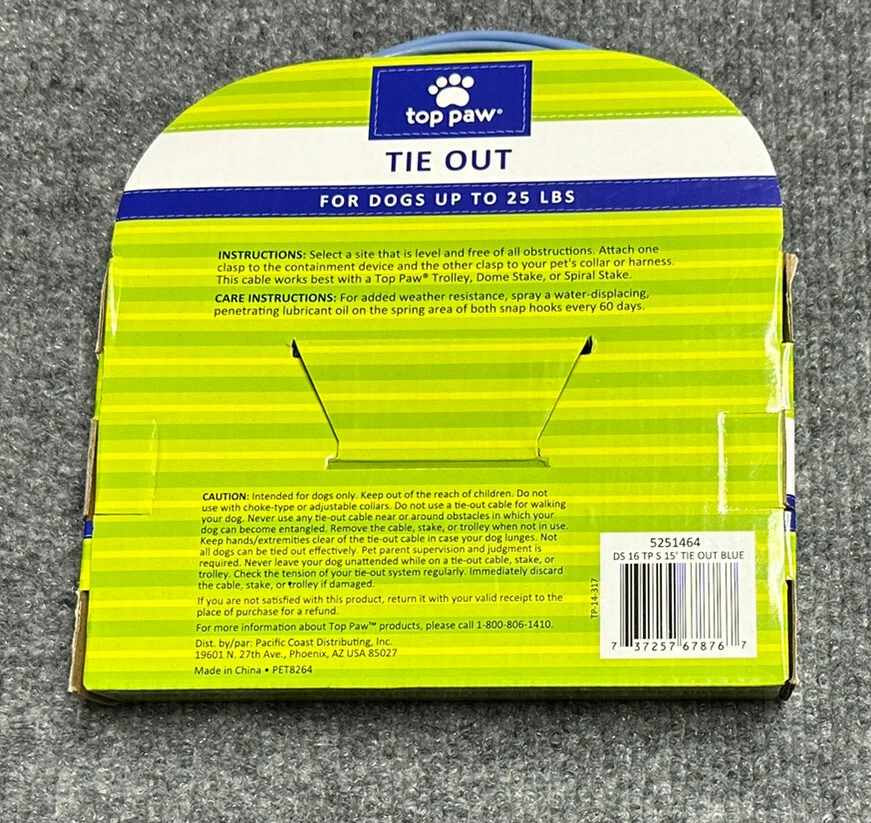 top paw®
TIE OUT
FOR DOGS UP TO 25 LBS
INSTRUCTIONS: Select a site that is level and free of all obstructions. Attach one
clasp to the containment device and the other clasp to your pet's collar or harness.
This cable works best with a Top Paw® Trolley, Dome Stake, or Spiral Stake.
CARE INSTRUCTIONS: For added weather resistance, spray a water-displacing,
penetrating lubricant oil on the spring area of both snap hooks every 60 days.
CAUTION: Intended for dogs only. Keep out of the reach of children. Do not
use with choke-type or adjustable collars. Do not use a tie-out cable for walking
your dog. Never use any tie-out cable near or around obstacles in which your
dog can become entangled. Remove the cable, stake, or trolley when not in use.
Keep hands/extremities clear of the tie-out cable in case your dog lunges. Not
all dogs can be tied out effectively. Pet parent supervision and judgment is
required. Never leave your dog unattended while on a tie-out cable, stake, or
trolley. Check the tension of your tie-out system regularly. Immediately discard
the cable, stake, or trolley if damaged.
If you are not satisfied with this product, return it with your valid receipt to the
place of purchase for a refund.
For more information about Top Paw™ products, please call 1-800-806-1410.
Dist. by/par: Pacific Coast Distributing, Inc.
19601 N. 27th Ave., Phoenix, AZ USA 85027
Made in China • PET8264
TP-14-317
5251464
DS 16 TP S 15' TIE OUT BLUE
7 37257 67876 7